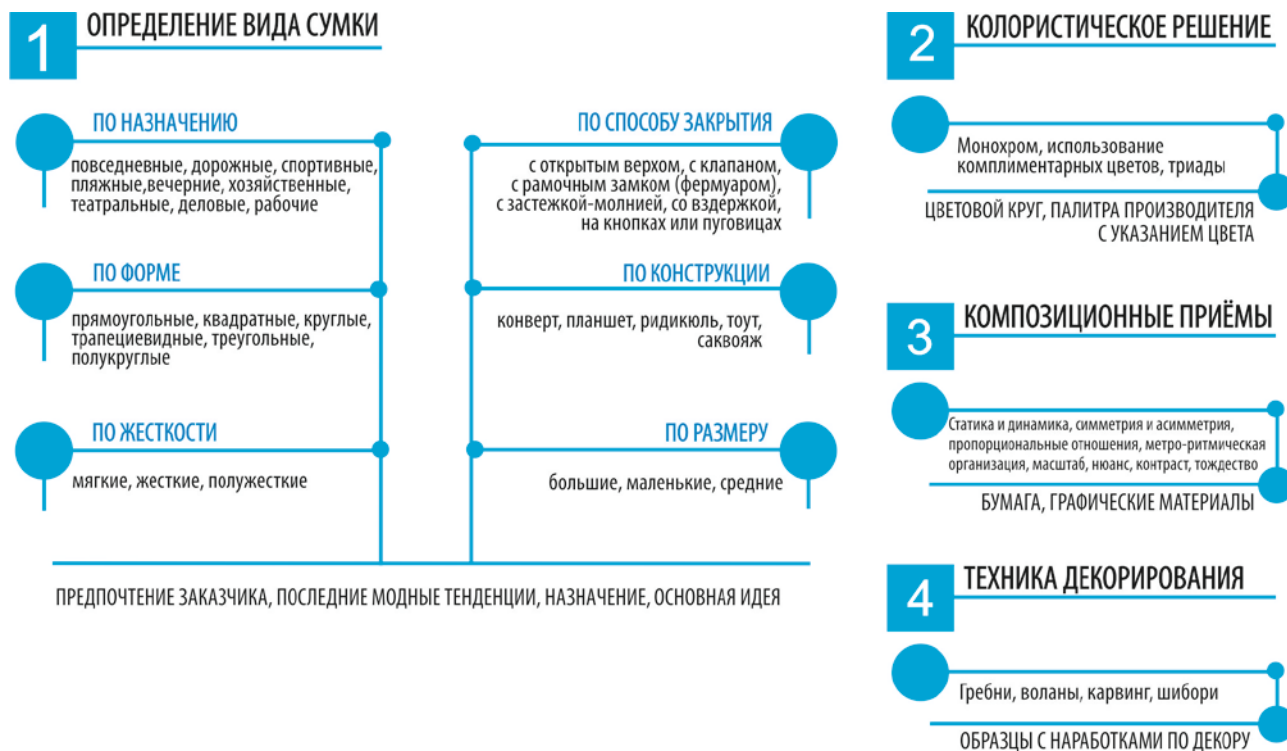 1
ОПРЕДЕЛЕНИЕ ВИДА СУМКИ
ПО НАЗНАЧЕНИЮ
повседневные, дорожные, спортивные,
пляжные,вечерние, хозяйственные,
театральные, деловые, рабочие
ПО ФОРМЕ
прямоугольные, квадратные, круглые,
трапециевидные, треугольные,
полукруглые
ПО ЖЕСТКОСТИ
мягкие, жесткие, полужесткие
ПО СПОСОБУ ЗАКРЫТИЯ
с открытым верхом, с клапаном,
с рамочным замком (фермуаром),
с застежкой-молнией, со вздержкой,
на кнопках или пуговицах
ПО КОНСТРУКЦИИ
конверт, планшет, ридикюль, тоут,
саквояж
ПО РАЗМЕРУ
большие, маленькие, средние
ПРЕДПОЧТЕНИЕ ЗАКАЗЧИКА, ПОСЛЕДНИЕ МОДНЫЕ ТЕНДЕНЦИИ, НАЗНАЧЕНИЕ, ОСНОВНАЯ ИДЕЯ
2
КОЛОРИСТИЧЕСКОЕ РЕШЕНИЕ
Монохром, использование
комплиментарных цветов, триады
ЦВЕТОВОЙ КРУГ, ПАЛИТРА ПРОИЗВОДИТЕЛЯ
С УКАЗАНИЕМ ЦВЕТА
3
КОМПОЗИЦИОННЫЕ ПРИЁМЫ
Статика и динамика, симметрия и асимметрия,
пропорциональные отношения, метро-ритмическая
организация, масштаб, нюанс, контраст, тождество
БУМАГА, ГРАФИЧЕСКИЕ МАТЕРИАЛЫ
4
ТЕХНИКА ДЕКОРИРОВАНИЯ
Гребни, воланы, карвинг, шибори
ОБРАЗЦЫ С НАРАБОТКАМИ ПО ДЕКОРУ